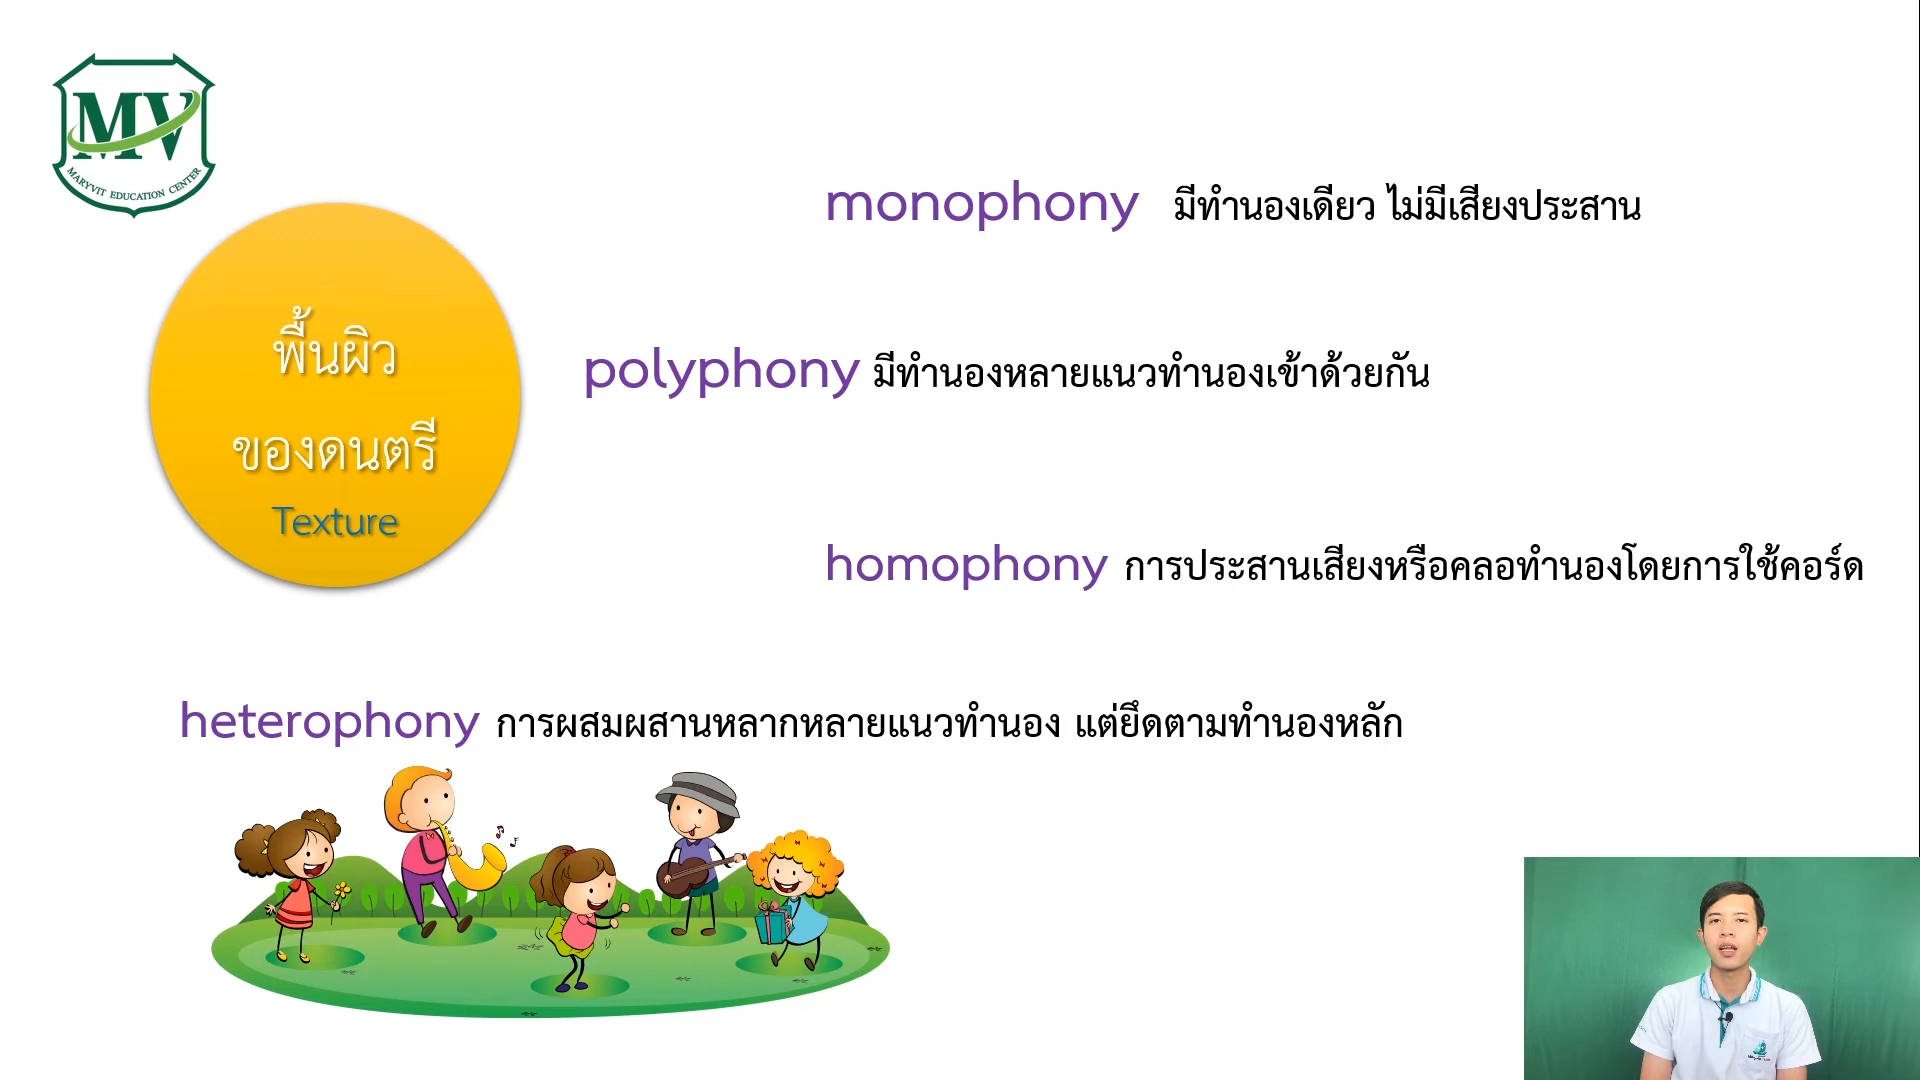 MV
MARYVIT EDUCATION CENTER
monophony มีทำนองเดียว ไม่มีเสียงประสาน
พื้นผิว
ของดนตรี
Texture
polyphony มีทำนองหลายแนวทำนองเข้าด้วยกัน
homophony การประสานเสียงหรือคลอทำนองโดยการใช้คอร์ด
heterophony การผสมผสานหลากหลายแนวทำนอง แต่ยึดตามทำนองหลัก